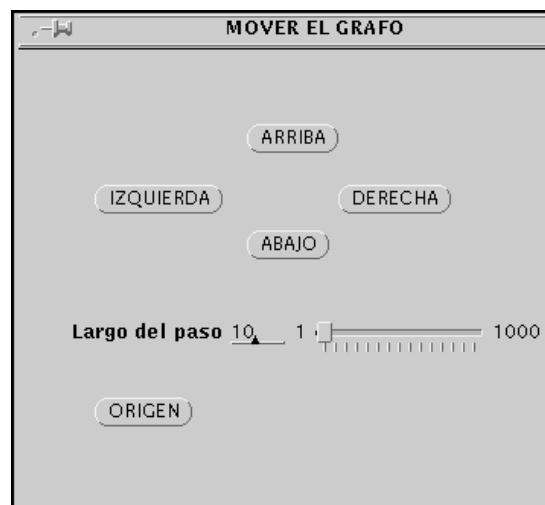 MOVER EL GRAFO
ARRIBA
IZQUIERDA DERECHA
ABAJO
Largo del paso 10 1 1000
ORIGEN